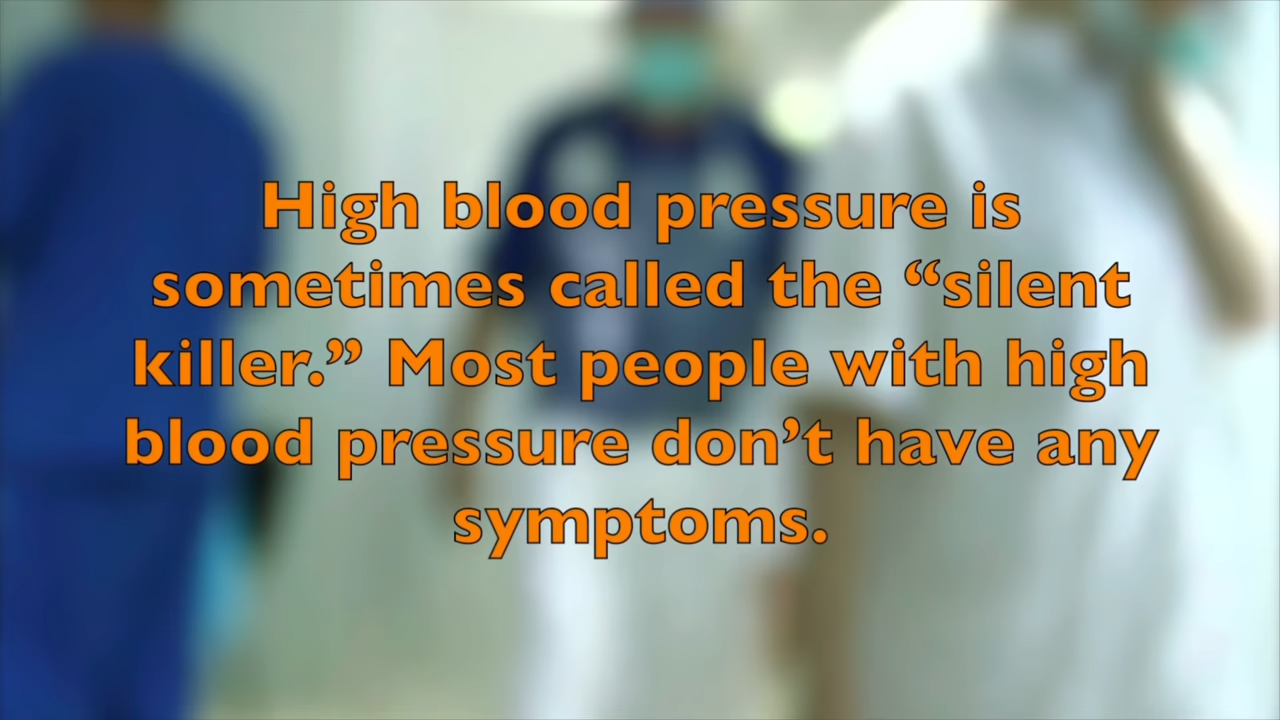 High blood pressure is
sometimes called the “silent
killer.” Most people with high
blood pressure don’t have any
symptoms.